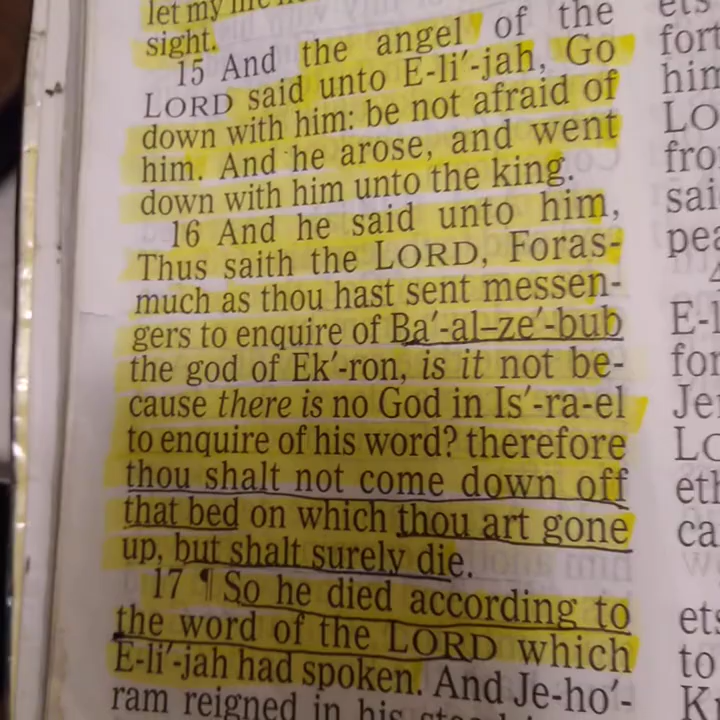 let my
sight.
15 And the angel of the
LORD said unto E-li′-jah, Go
down with him: be not afraid of
him. And he arose, and went
down with him unto the king.
16 And he said unto him,
Thus saith the LORD, Foras-
much as thou hast sent messen-
gers to enquire of Ba′-al–ze′-bub
the god of Ek′-ron, is it not be-
cause there is no God in Is′-ra-el
to enquire of his word? therefore
thou shalt not come down off
that bed on which thou art gone
up, but shalt surely die.
17 ¶ So he died according to
the word of the LORD which
E-li′-jah had spoken. And Je-ho′-
ram reigned in his